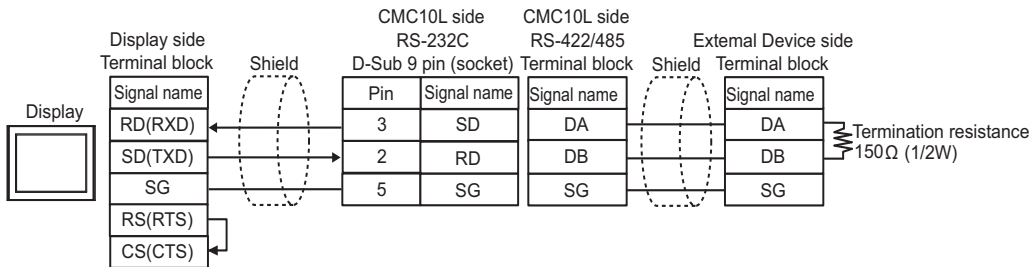 CMC10L side
RS-232C
D-Sub 9 pin (socket)
CMC10L side
RS-422/485
Terminal block
Display side
Terminal block
Shield
Shield
External Device side
Terminal block
Display
Signal name
Pin
Signal name
Signal name
Signal name
RD(RXD)
3
SD
DA
DA
SD(TXD)
2
RD
DB
DB
SG
5
SG
SG
SG
RS(RTS)
CS(CTS)
Termination resistance
150Ω (1/2W)